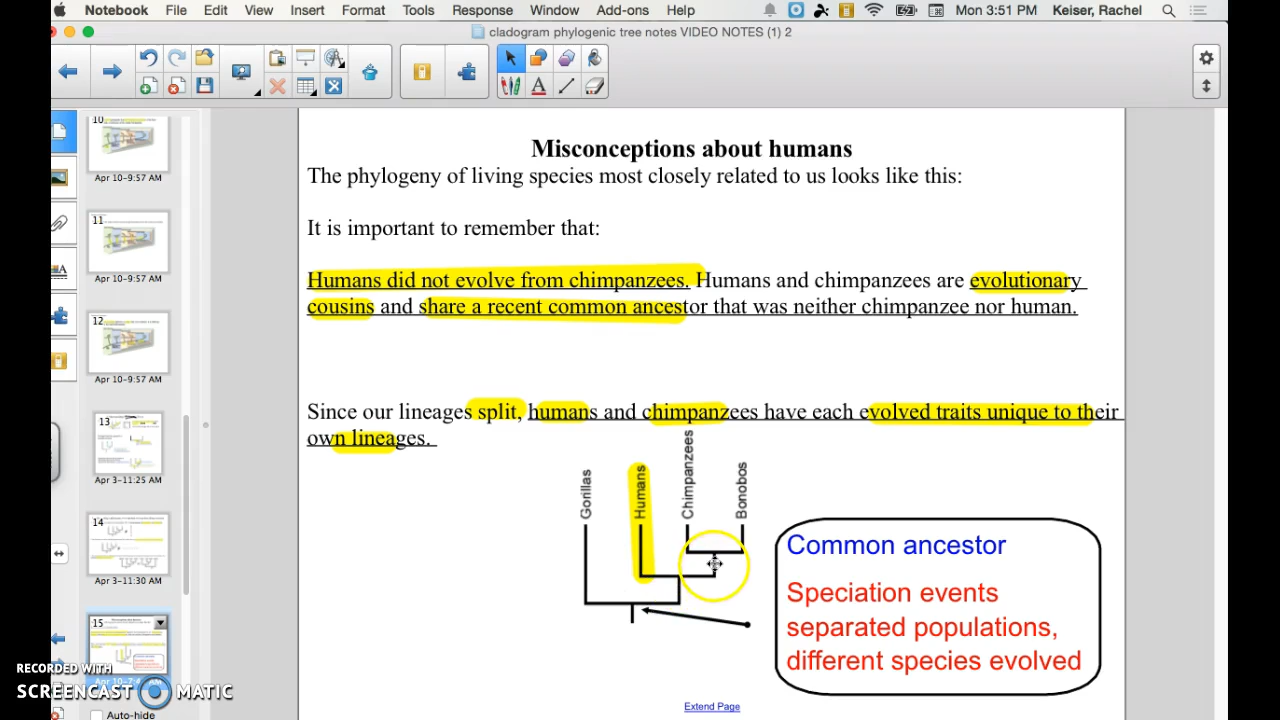 Notebook File Edit View Insert Format Tools Response Window Add-ons Help Mon 3:51 PM Keiser, Rachel
cladogram phylogenic tree notes VIDEO NOTES (1) 2
10
Apr 10-9:57 AM
11
Apr 10-9:57 AM
12
Apr 10-9:57 AM
13
Apr 3-11:25 AM
14
Apr 3-11:30 AM
15
Misconceptions about humans
The phylogeny of living species most closely related to us looks like this:
It is important to remember that:
Humans did not evolve from chimpanzees. Humans and chimpanzees are evolutionary
cousins and share a recent common ancestor that was neither chimpanzee nor human.
Since our lineages split, humans and chimpanzees have each evolved traits unique to their
own lineages.
Gorillas
Humans
Chimpanzees
Bonobos
Common ancestor
Speciation events
separated populations,
different species evolved
Extend Page
RECORDED WITH
SCREENCAST MATIC
Auto-hide